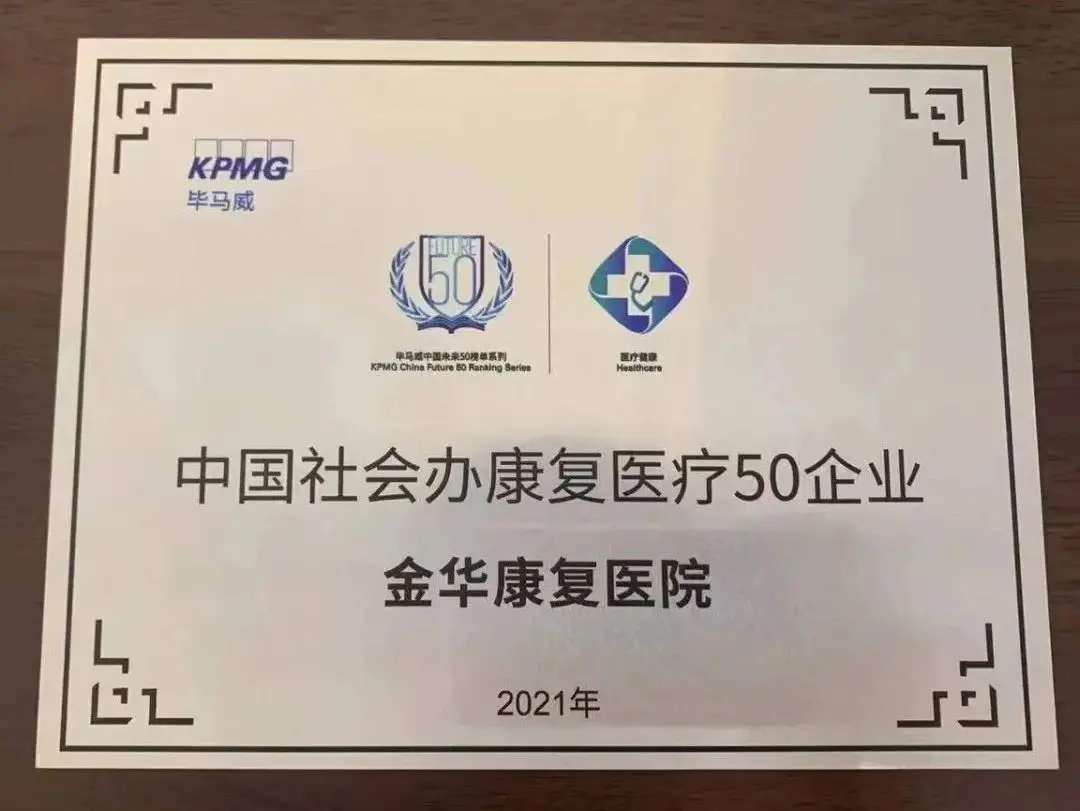 KPMG
毕马威
FUTURE
50
毕马威中国未来50榜单系列
KPMG China Future 50 Ranking Series
医疗健康
Healthcare
中国社会办康复医疗50企业
金华康复医院
2021年